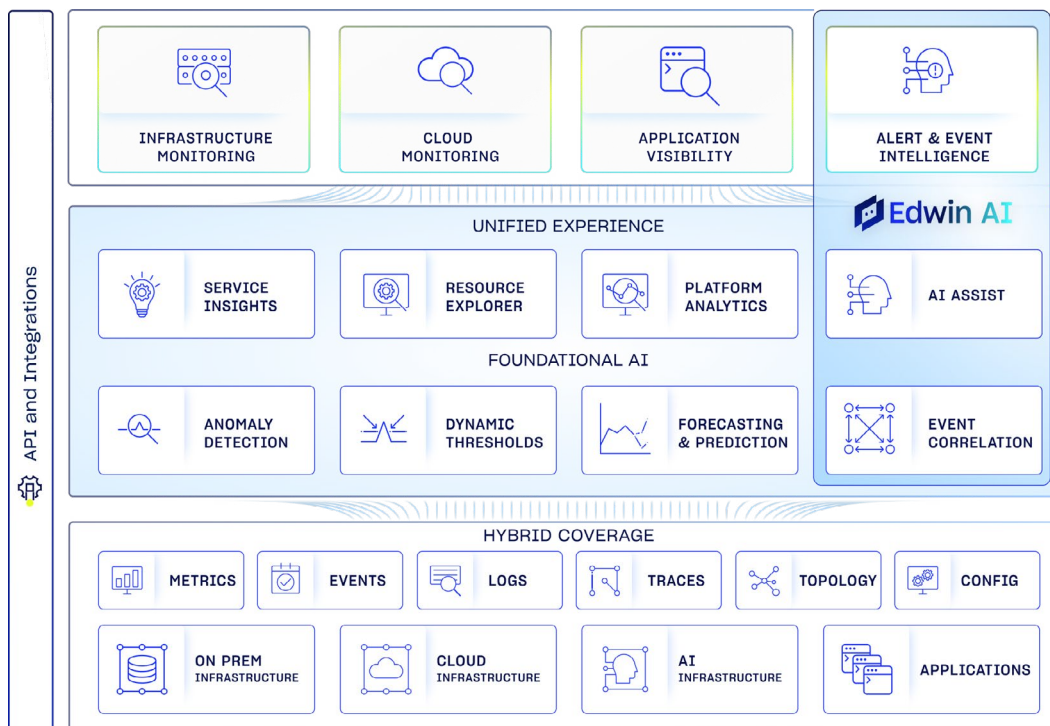 INFRASTRUCTURE
MONITORING
CLOUD
MONITORING
APPLICATION
VISIBILITY
ALERT & EVENT
INTELLIGENCE
Edwin AI
API and Integrations
UNIFIED EXPERIENCE
SERVICE
INSIGHTS
RESOURCE
EXPLORER
PLATFORM
ANALYTICS
AI ASSIST
FOUNDATIONAL AI
ANOMALY
DETECTION
DYNAMIC
THRESHOLDS
FORECASTING
& PREDICTION
EVENT
CORRELATION
HYBRID COVERAGE
METRICS
EVENTS
LOGS
TRACES
TOPOLOGY
CONFIG
ON PREM
INFRASTRUCTURE
CLOUD
INFRASTRUCTURE
AI
INFRASTRUCTURE
APPLICATIONS